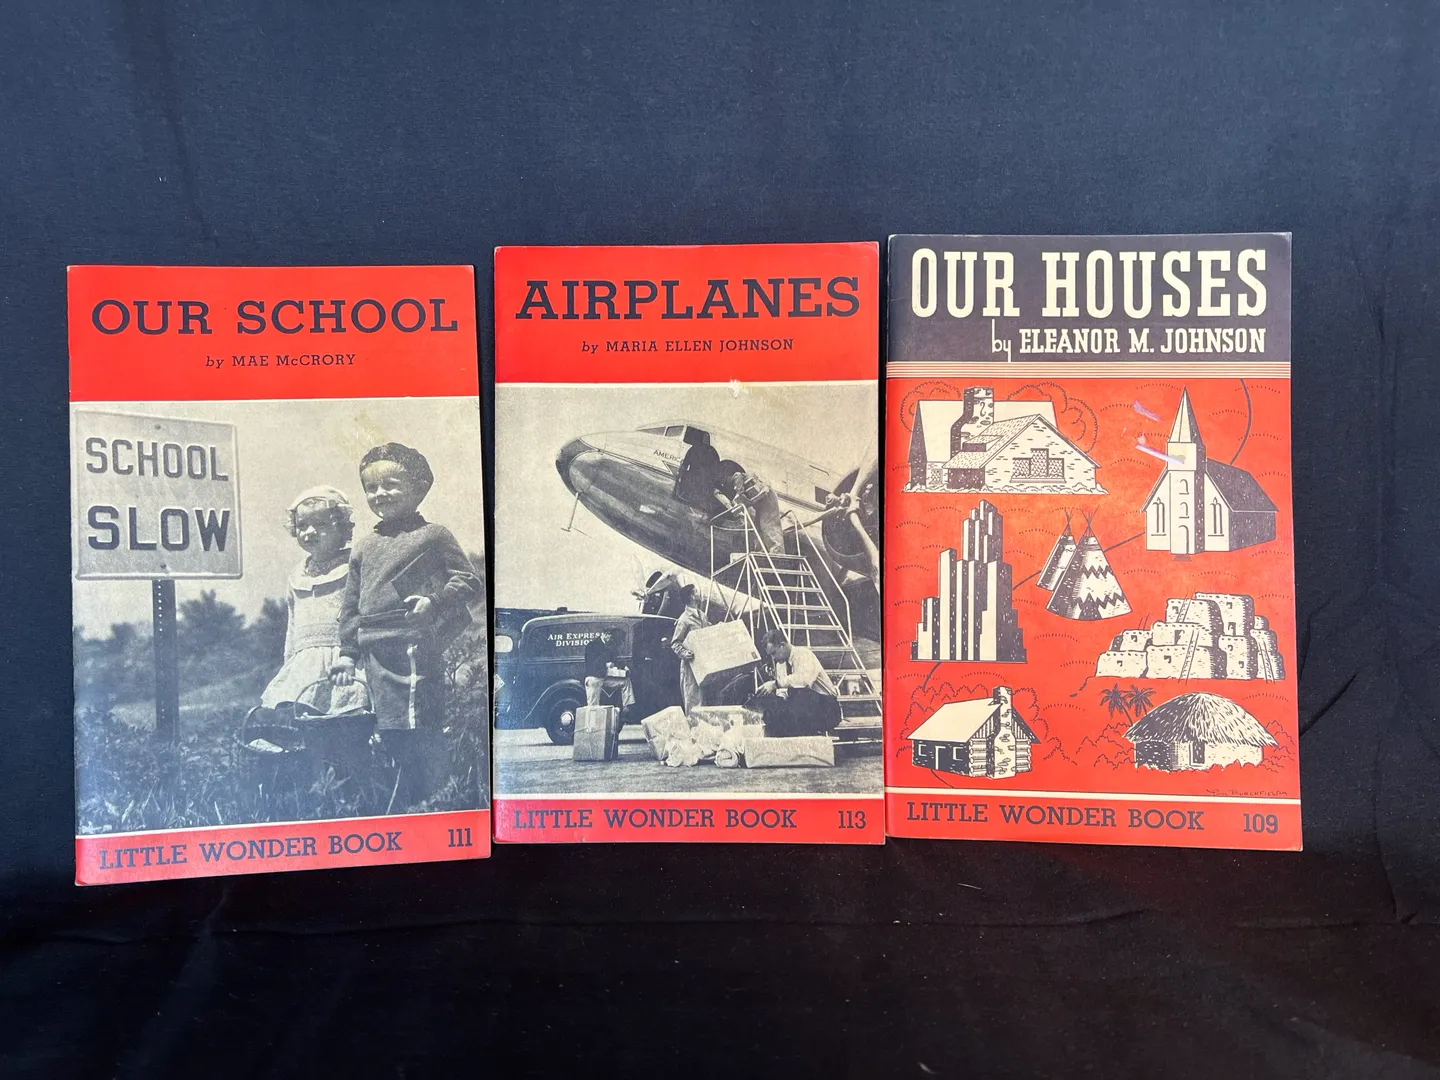 OUR SCHOOL
by MAE McCRORY
SCHOOL
SLOW
LITTLE WONDER BOOK 111
AIRPLANES
by MARIA ELLEN JOHNSON
AMERIC
AIR EXPRESS
DIVISION
LITTLE WONDER BOOK 113
OUR HOUSES
by ELEANOR M. JOHNSON
LITTLE WONDER BOOK 109